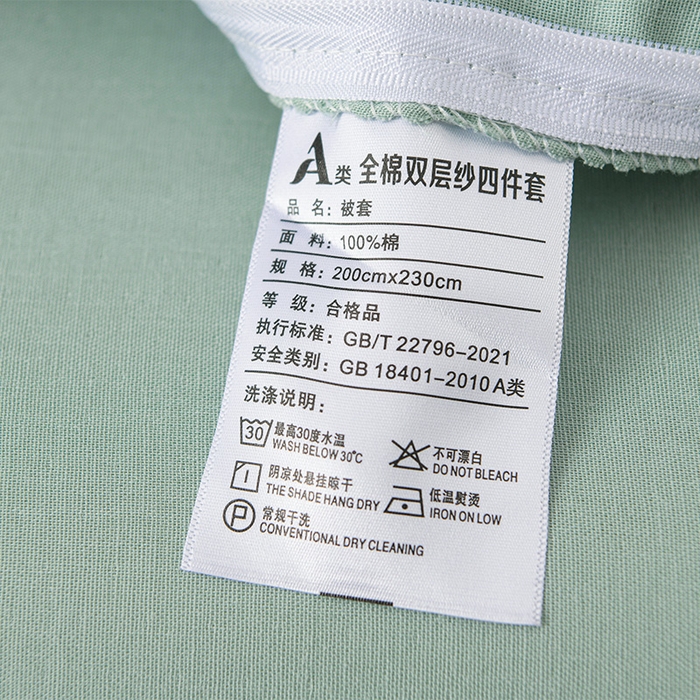 A类 全棉双层纱四件套
品 名：被套
面 料：100%棉
规 格：200cmx230cm
等 级：合格品
执行标准：GB/T 22796-2021
安全类别：GB 18401-2010 A类
洗涤说明：
30 最高30度水温
WASH BELOW 30℃
不可漂白
DO NOT BLEACH
阴凉处悬挂晾干
THE SHADE HANG DRY
低温熨烫
IRON ON LOW
P 常规干洗
CONVENTIONAL DRY CLEANING